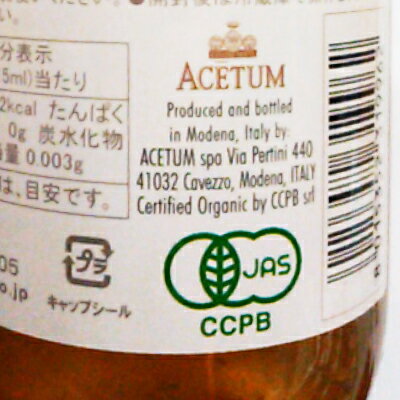 分表示
5ml)当たり
2kcal たんぱく
0g 炭水化物
量 0.003g
は、目安です。
05
o.jp
プラ
キャップシール
ACETUM
Produced and bottled
in Modena, Italy by:
ACETUM spa Via Pertini 440
41032 Cavezzo, Modena, ITALY
Certified Organic by CCPB srl
JAS
CCPB